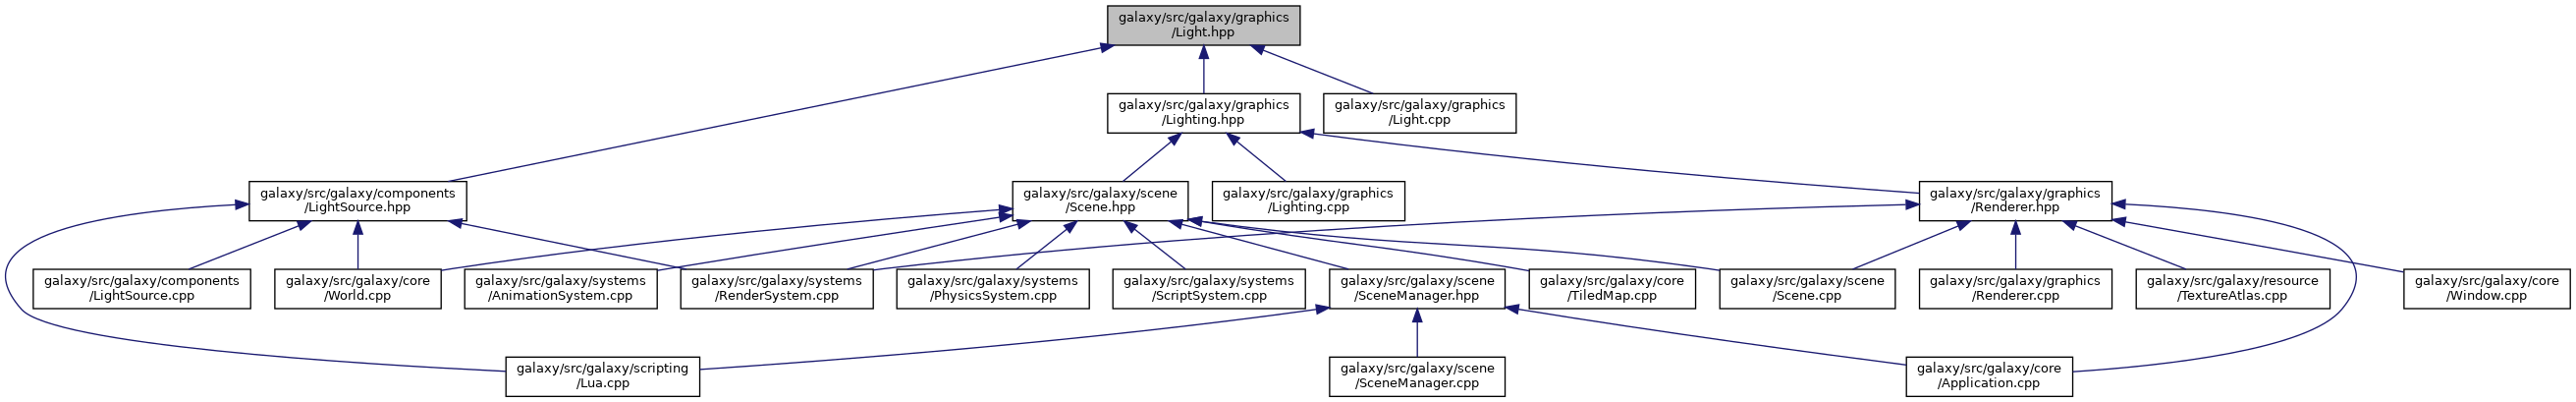 galaxy/src/galaxy/graphics
/Light.hpp
galaxy/src/galaxy/graphics
/Lighting.hpp
galaxy/src/galaxy/graphics
/Light.cpp
galaxy/src/galaxy/components
/LightSource.hpp
galaxy/src/galaxy/scene
/Scene.hpp
galaxy/src/galaxy/graphics
/Lighting.cpp
galaxy/src/galaxy/graphics
/Renderer.hpp
galaxy/src/galaxy/components
/LightSource.cpp
galaxy/src/galaxy/core
/World.cpp
galaxy/src/galaxy/systems
/AnimationSystem.cpp
galaxy/src/galaxy/systems
/RenderSystem.cpp
galaxy/src/galaxy/systems
/PhysicsSystem.cpp
galaxy/src/galaxy/systems
/ScriptSystem.cpp
galaxy/src/galaxy/scene
/SceneManager.hpp
galaxy/src/galaxy/core
/TiledMap.cpp
galaxy/src/galaxy/scene
/Scene.cpp
galaxy/src/galaxy/graphics
/Renderer.cpp
galaxy/src/galaxy/resource
/TextureAtlas.cpp
galaxy/src/galaxy/core
/Window.cpp
galaxy/src/galaxy/scripting
/Lua.cpp
galaxy/src/galaxy/scene
/SceneManager.cpp
galaxy/src/galaxy/core
/Application.cpp